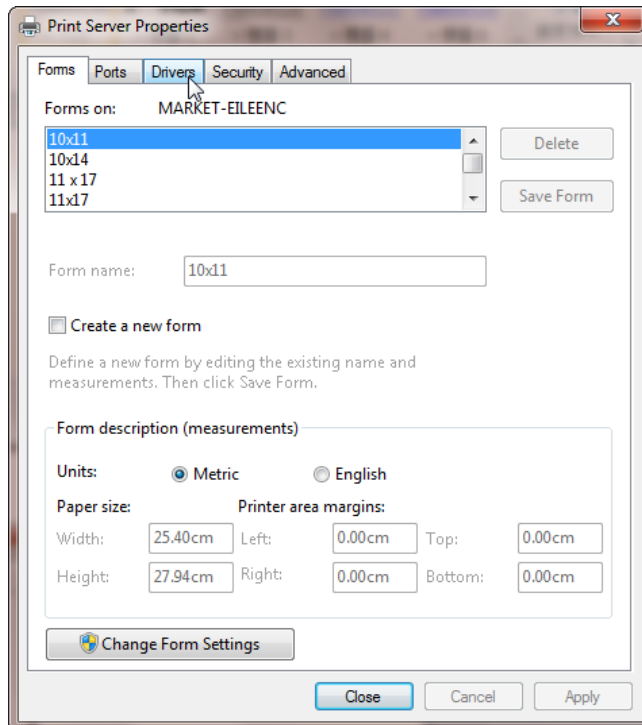 Print Server Properties
Forms Ports Drivers Security Advanced
Forms on: MARKET-EILEENC
10x11
10x14
11 x 17
11x17
Delete
Save Form
Form name: 10x11
Create a new form
Define a new form by editing the existing name and
measurements. Then click Save Form.
Form description (measurements)
Units: Metric English
Paper size: Printer area margins:
Width: 25.40cm Left: 0.00cm Top: 0.00cm
Height: 27.94cm Right: 0.00cm Bottom: 0.00cm
Change Form Settings
Close Cancel Apply